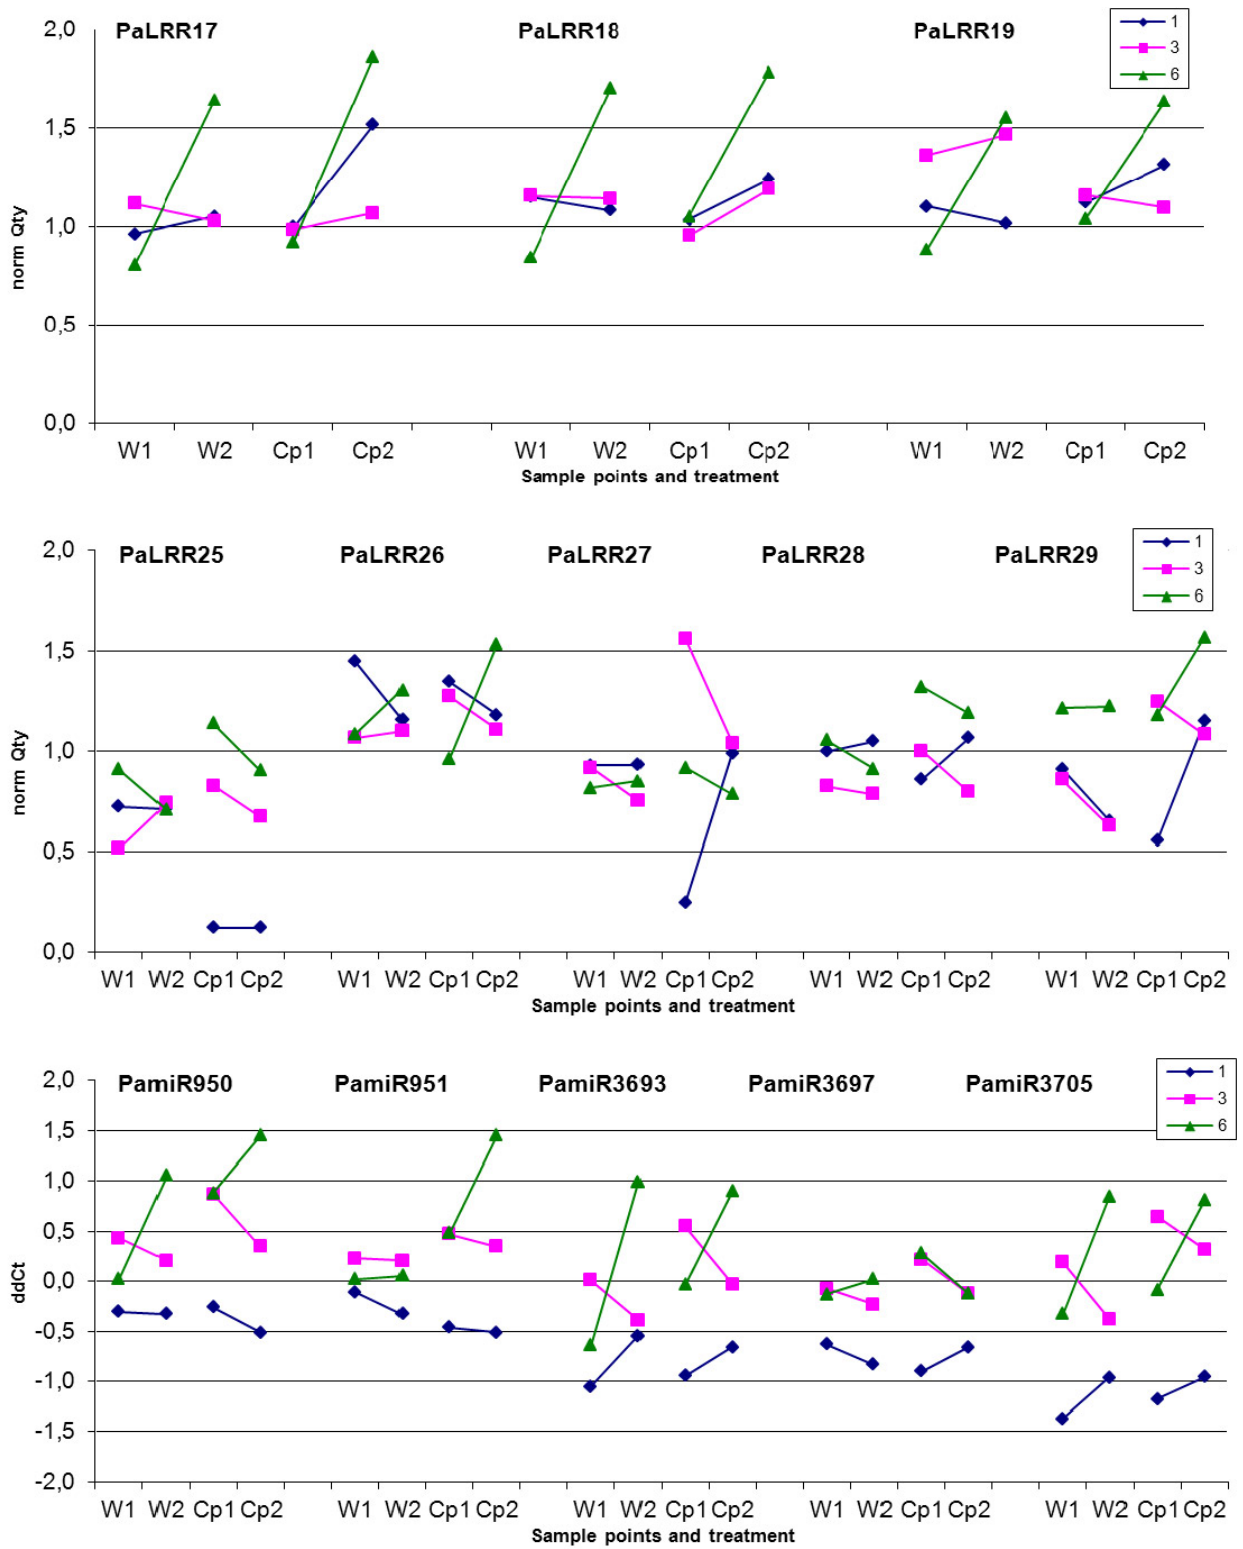 2,0 PaLRR17 PaLRR18 PaLRR19 1
3
6
1,5
1,0
norm Qty
0,5
0,0
W1 W2 Cp1 Cp2 W1 W2 Cp1 Cp2 W1 W2 Cp1 Cp2
Sample points and treatment
2,0 PaLRR25 PaLRR26 PaLRR27 PaLRR28 PaLRR29 1
3
6
1,5
1,0
norm Qty
0,5
0,0
W1 W2 Cp1 Cp2 W1 W2 Cp1 Cp2 W1 W2 Cp1 Cp2 W1 W2 Cp1 Cp2 W1 W2 Cp1 Cp2
Sample points and treatment
2,0 PamiR950 PamiR951 PamiR3693 PamiR3697 PamiR3705 1
3
6
1,5
1,0
0,5
0,0
ddCt
-0,5
-1,0
-1,5
-2,0
W1 W2 Cp1 Cp2 W1 W2 Cp1 Cp2 W1 W2 Cp1 Cp2 W1 W2 Cp1 Cp2 W1 W2 Cp1 Cp2
Sample points and treatment